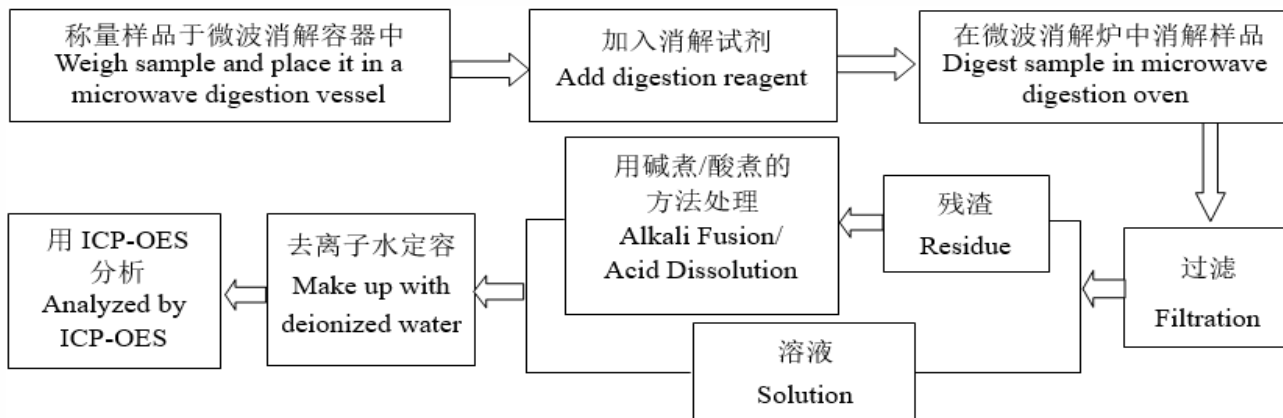 称量样品于微波消解容器中
Weigh sample and place it in a
microwave digestion vessel
加入消解试剂
Add digestion reagent
在微波消解炉中消解样品
Digest sample in microwave
digestion oven
过滤
Filtration
残渣
Residue
溶液
Solution
用碱煮/酸煮的
方法处理
Alkali Fusion/
Acid Dissolution
去离子水定容
Make up with
deionized water
用 ICP-OES
分析
Analyzed by
ICP-OES